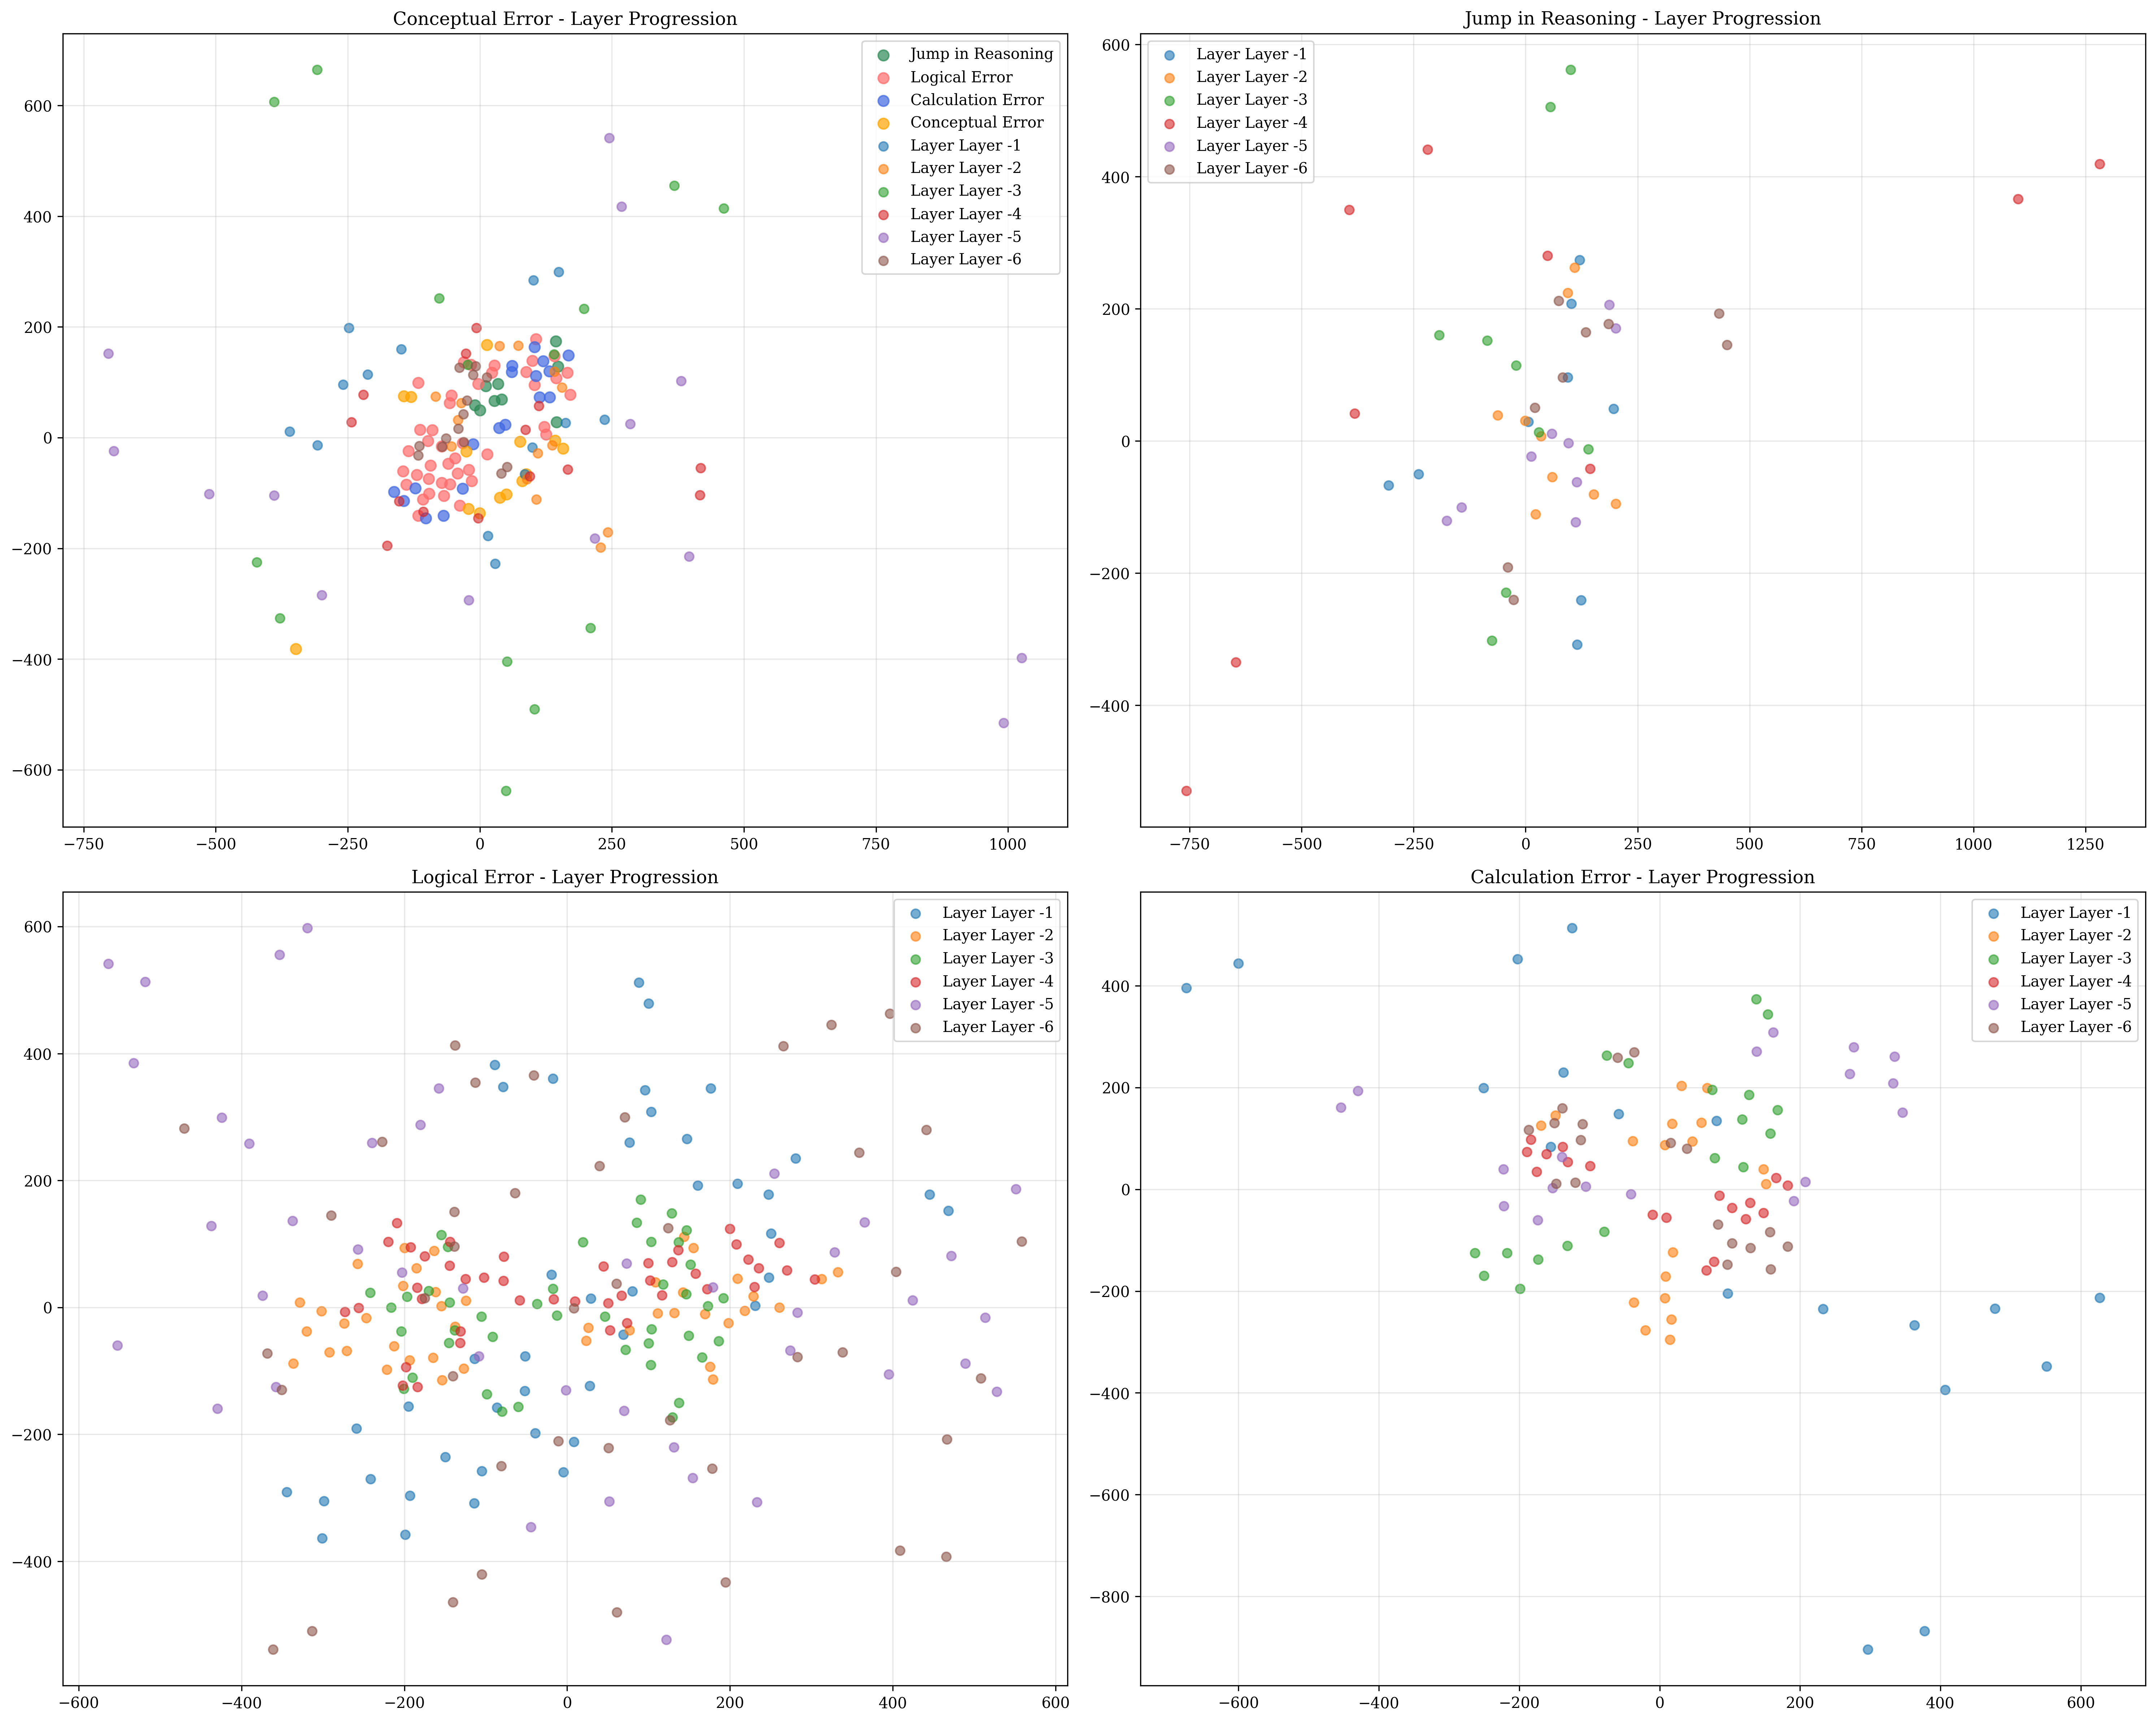 Conceptual Error - Layer Progression
600
400
200
0
−200
−400
−600
−750
−500
−250
0
250
500
750
1000
Jump in Reasoning
Logical Error
Calculation Error
Conceptual Error
Layer Layer -1
Layer Layer -2
Layer Layer -3
Layer Layer -4
Layer Layer -5
Layer Layer -6
Jump in Reasoning - Layer Progression
600
400
200
0
−200
−400
−750
−500
−250
0
250
500
750
1000
1250
Layer Layer -1
Layer Layer -2
Layer Layer -3
Layer Layer -4
Layer Layer -5
Layer Layer -6
Logical Error - Layer Progression
600
400
200
0
−200
−400
−600
−400
−200
0
200
400
600
Layer Layer -1
Layer Layer -2
Layer Layer -3
Layer Layer -4
Layer Layer -5
Layer Layer -6
Calculation Error - Layer Progression
400
200
0
−200
−400
−600
−800
−600
−400
−200
0
200
400
600
Layer Layer -1
Layer Layer -2
Layer Layer -3
Layer Layer -4
Layer Layer -5
Layer Layer -6